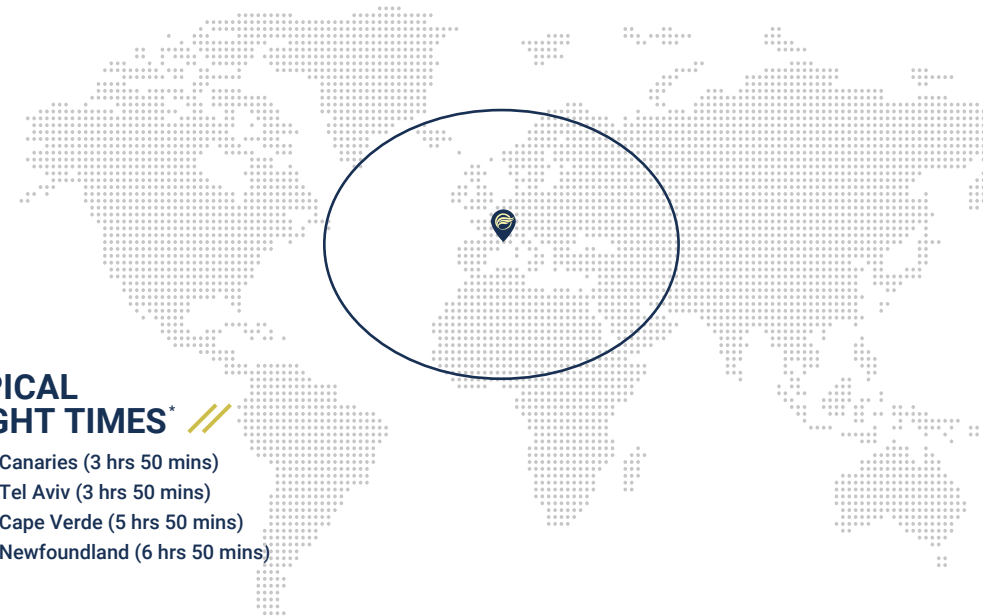 PICAL
GHT TIMES*
Canaries (3 hrs 50 mins)
Tel Aviv (3 hrs 50 mins)
Cape Verde (5 hrs 50 mins)
Newfoundland (6 hrs 50 mins)